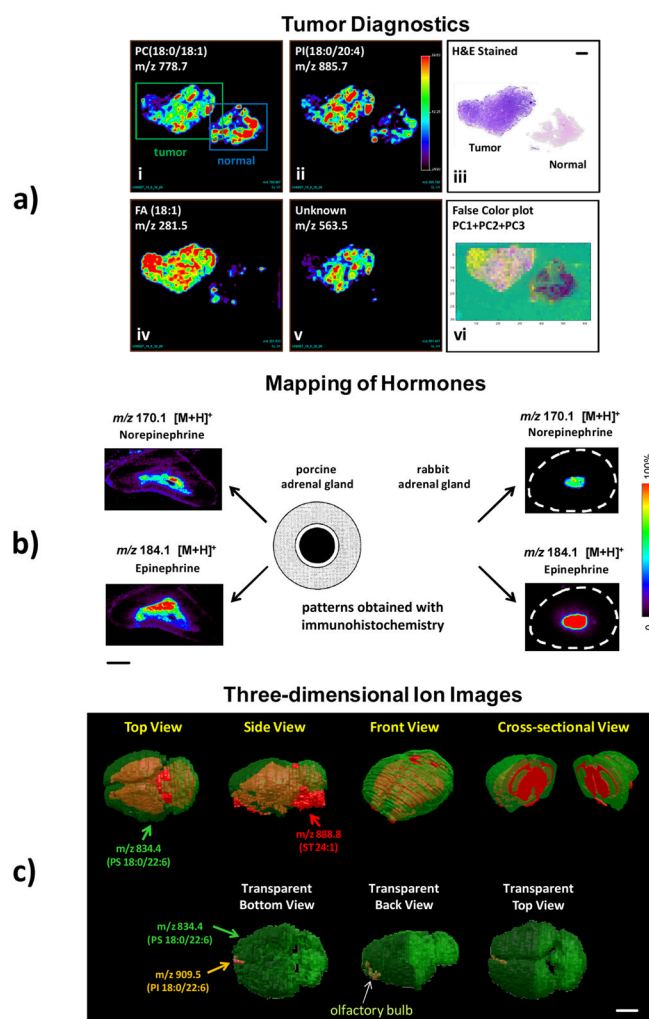 Tumor Diagnostics
a)
PC(18:0/18:1)
m/z 778.7
tumor
normal
i
PI(18:0/20:4)
m/z 885.7
ii
H&E Stained
Tumor
Normal
iii
FA (18:1)
m/z 281.5
iv
Unknown
m/z 563.5
v
False Color plot
PC1+PC2+PC3
vi
Mapping of Hormones
b)
m/z 170.1 [M+H]+
Norepinephrine
porcine
adrenal gland
rabbit
adrenal gland
m/z 170.1 [M+H]+
Norepinephrine
m/z 184.1 [M+H]+
Epinephrine
patterns obtained with
immunohistochemistry
m/z 184.1 [M+H]+
Epinephrine
100%
Three-dimensional Ion Images
c)
Top View
Side View
Front View
Cross-sectional View
m/z 834.4
(PS 18:0/22:6)
m/z 888.8
(ST 24:1)
Transparent
Bottom View
Transparent
Back View
Transparent
Top View
m/z 834.4
(PS 18:0/22:6)
m/z 909.5
(PI 18:0/22:6)
olfactory bulb